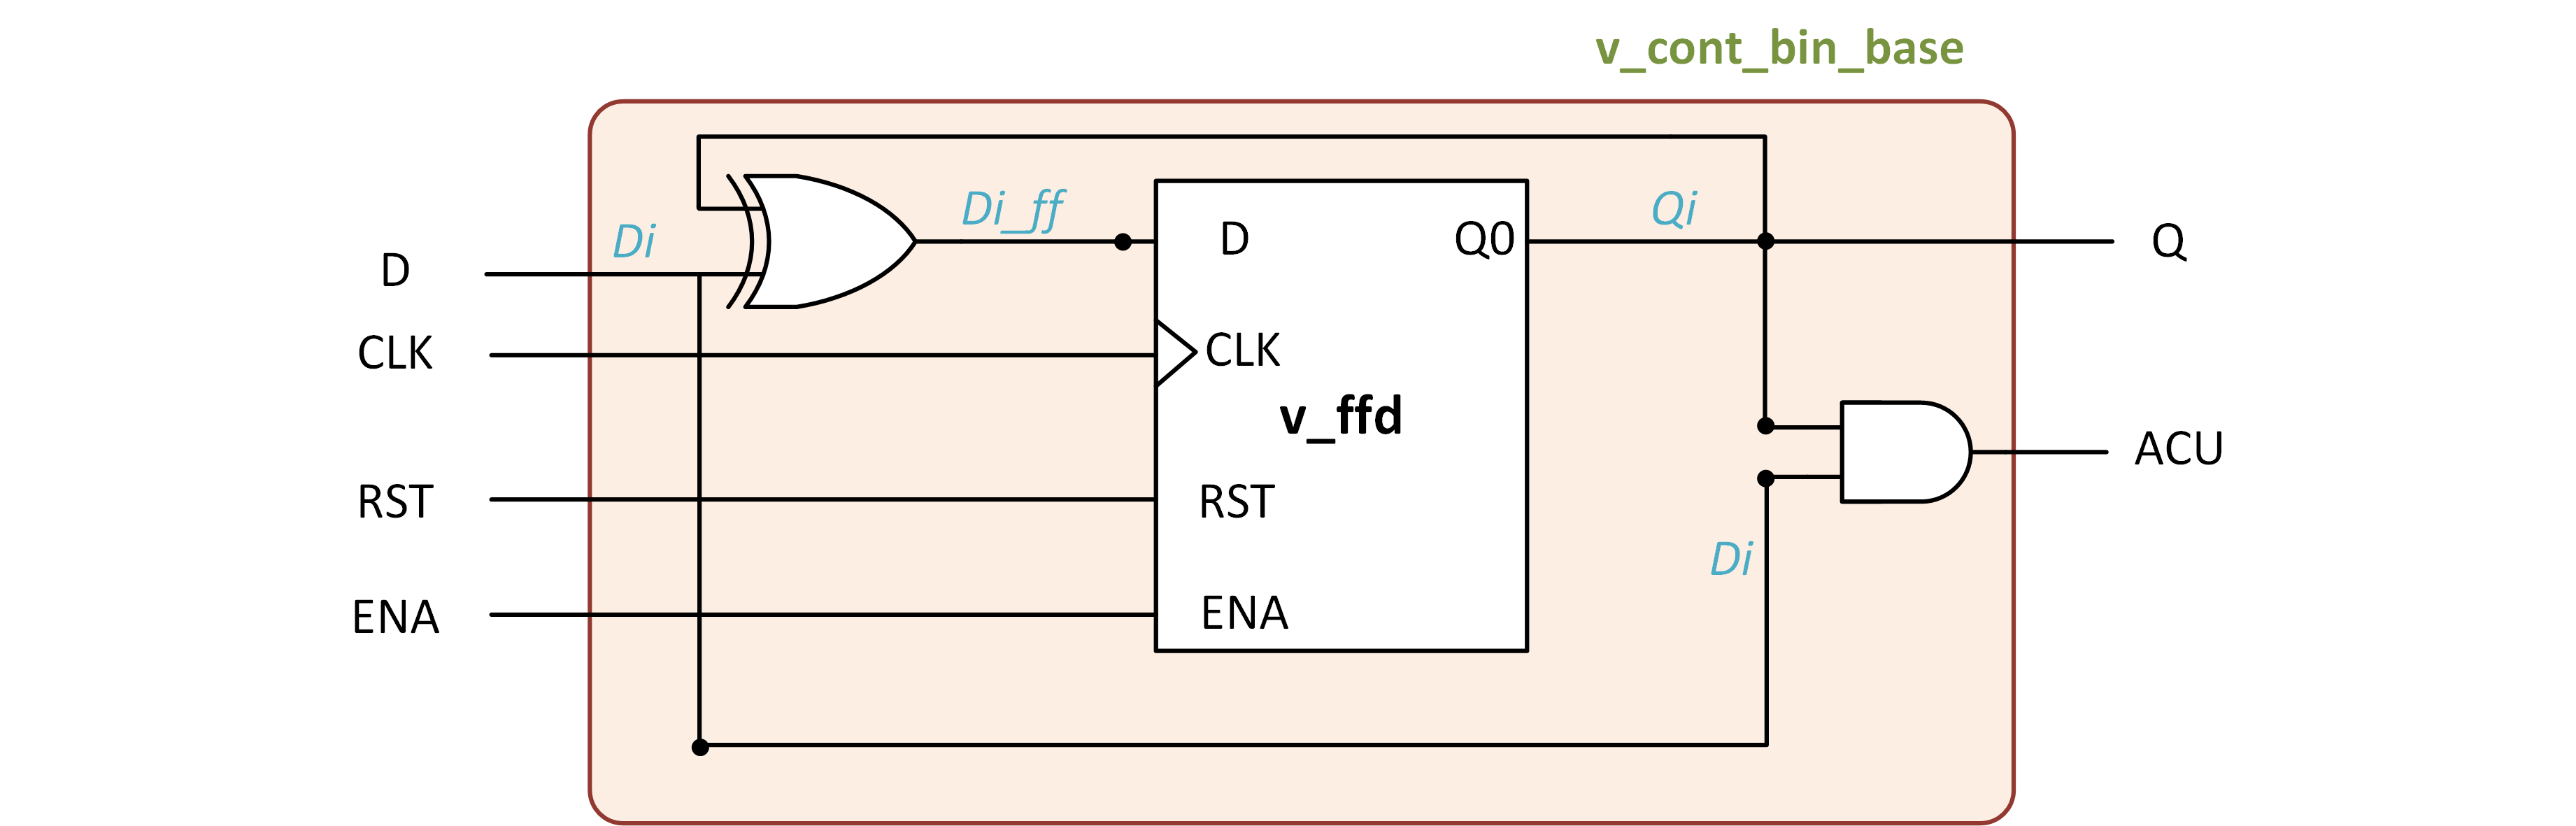 v_cont_bin_base
Di_ff
Qi
Di
D
Q0
Q
D
CLK
CLK
v_ffd
ACU
RST
RST
Di
ENA
ENA